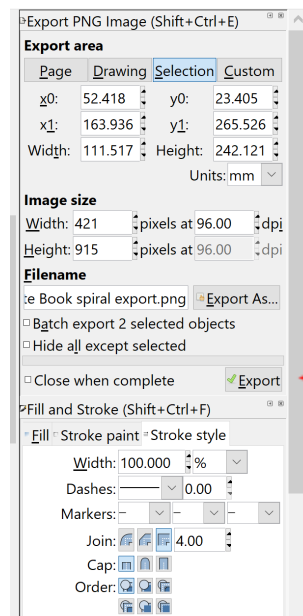 Export PNG Image (Shift+Ctrl+E)
Export area
Page Drawing Selection Custom
x0: 52.418 y0: 23.405
x1: 163.936 y1: 265.526
Width: 111.517 Height: 242.121
Units: mm
Image size
Width: 421 pixels at 96.00 dpi
Height: 915 pixels at 96.00 dpi
Filename
te Book spiral export.png Export As...
Batch export 2 selected objects
Hide all except selected
Close when complete Export
Fill and Stroke (Shift+Ctrl+F)
Fill Stroke paint Stroke style
Width: 100.000 %
Dashes: 0.00
Markers:
Join: 4.00
Cap:
Order: